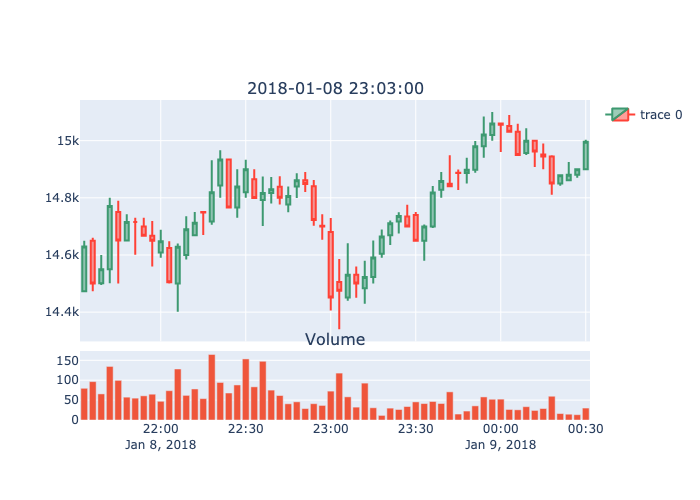 2018-01-08 23:03:00
trace 0
15k
14.8k
14.6k
14.4k
Volume
150
100
50
0
22:00 22:30 23:00 23:30 00:00 00:30
Jan 8, 2018 Jan 9, 2018